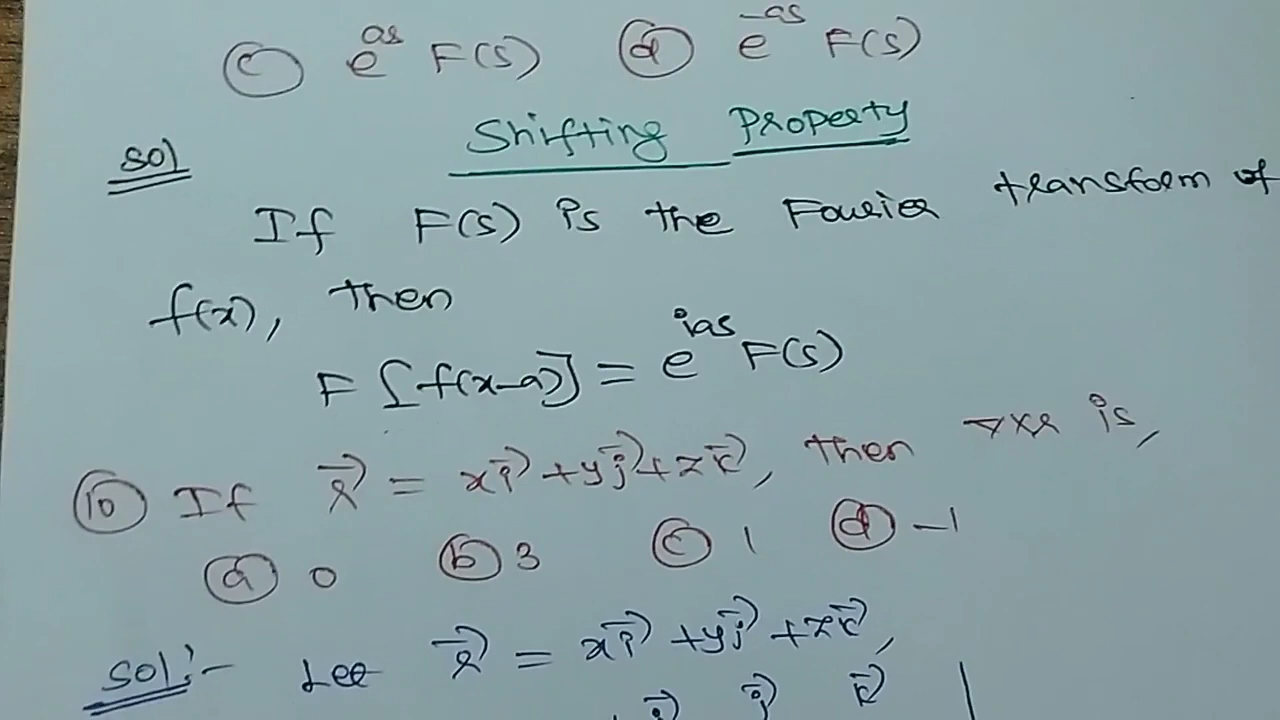 (c) e^{as} F(s) (d) e^{-as} F(s)
Shifting Property
Sol
If F(s) is the Fourier transform of
f(x), then
F[f(x-a)] = e^{ias} F(s)
(10) If r⃗ = xi⃗ + yj⃗ + zk⃗, then ∇×r is,
(a) 0 (b) 3 (c) 1 (d) -1
Sol:- Let r⃗ = xi⃗ + yj⃗ + zk⃗,
i⃗ j⃗ k⃗ |